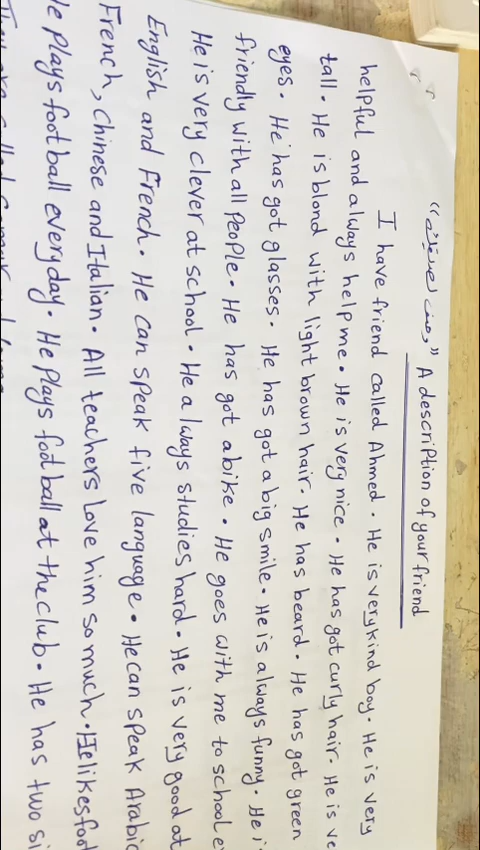 "وصف صديقك" A description of your friend
I have friend called Ahmed. He is very kind boy. He is very
helpful and always help me. He is very nice. He has got curly hair. He is ve
tall. He is blond with light brown hair. He has beard. He has got green
eyes. He has got glasses. He has got a big smile. He is always funny. He i
friendly with all people. He has got a bike. He goes with me to school e
He is very clever at school. He always studies hard. He is very good at
English and French. He can speak five language. He can speak Arabic
French, Chinese and Italian. All teachers Love him so much. He likes foot
He plays football everyday. He plays football at the club. He has two si